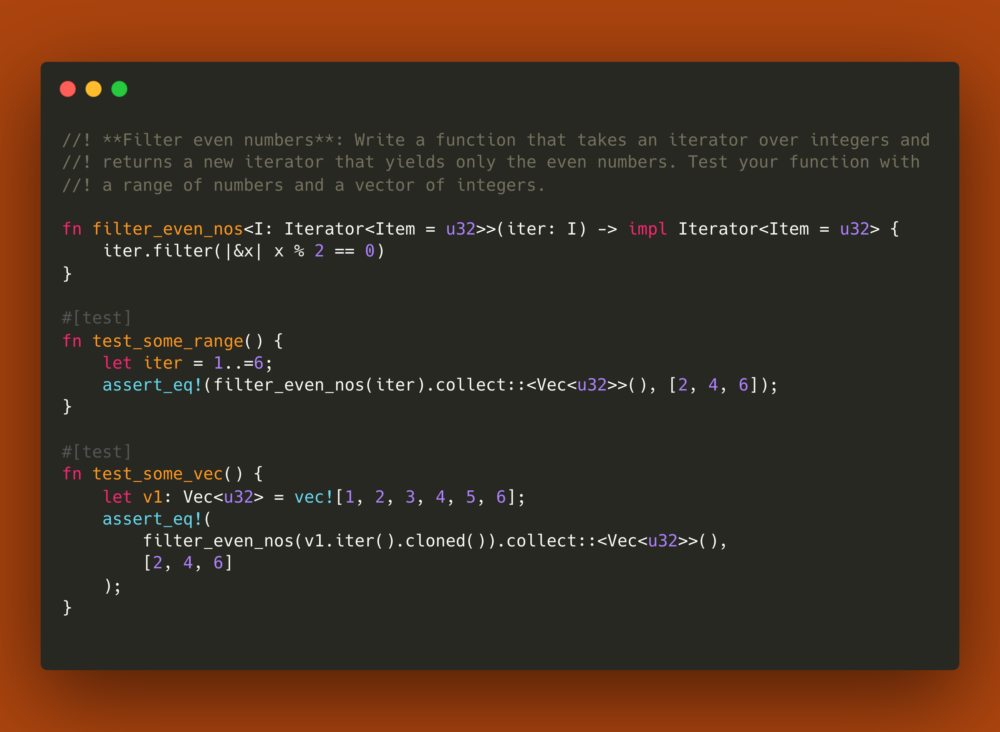 //! **Filter even numbers**: Write a function that takes an iterator over integers and
//! returns a new iterator that yields only the even numbers. Test your function with
//! a range of numbers and a vector of integers.

fn filter_even_nos<I: Iterator<Item = u32>>(iter: I) -> impl Iterator<Item = u32> {
    iter.filter(|&x| x % 2 == 0)
}

#[test]
fn test_some_range() {
    let iter = 1..=6;
    assert_eq!(filter_even_nos(iter).collect::<Vec<u32>>(), [2, 4, 6]);
}

#[test]
fn test_some_vec() {
    let v1: Vec<u32> = vec![1, 2, 3, 4, 5, 6];
    assert_eq!(
        filter_even_nos(v1.iter().cloned()).collect::<Vec<u32>>(),
        [2, 4, 6]
    );
}